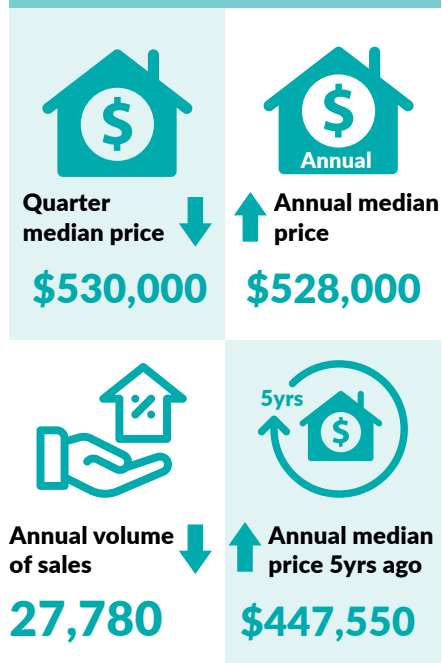 $
$
Annual
Quarter
median price
$530,000
Annual median
price
$528,000
%
5yrs
$
Annual volume
of sales
27,780
Annual median
price 5yrs ago
$447,550